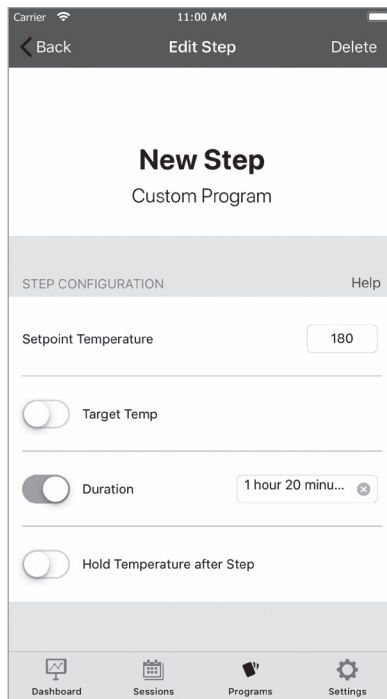 Carrier 11:00 AM
Back Edit Step Delete
New Step
Custom Program
STEP CONFIGURATION Help
Setpoint Temperature 180
Target Temp
Duration 1 hour 20 minu...
Hold Temperature after Step
Dashboard Sessions Programs Settings